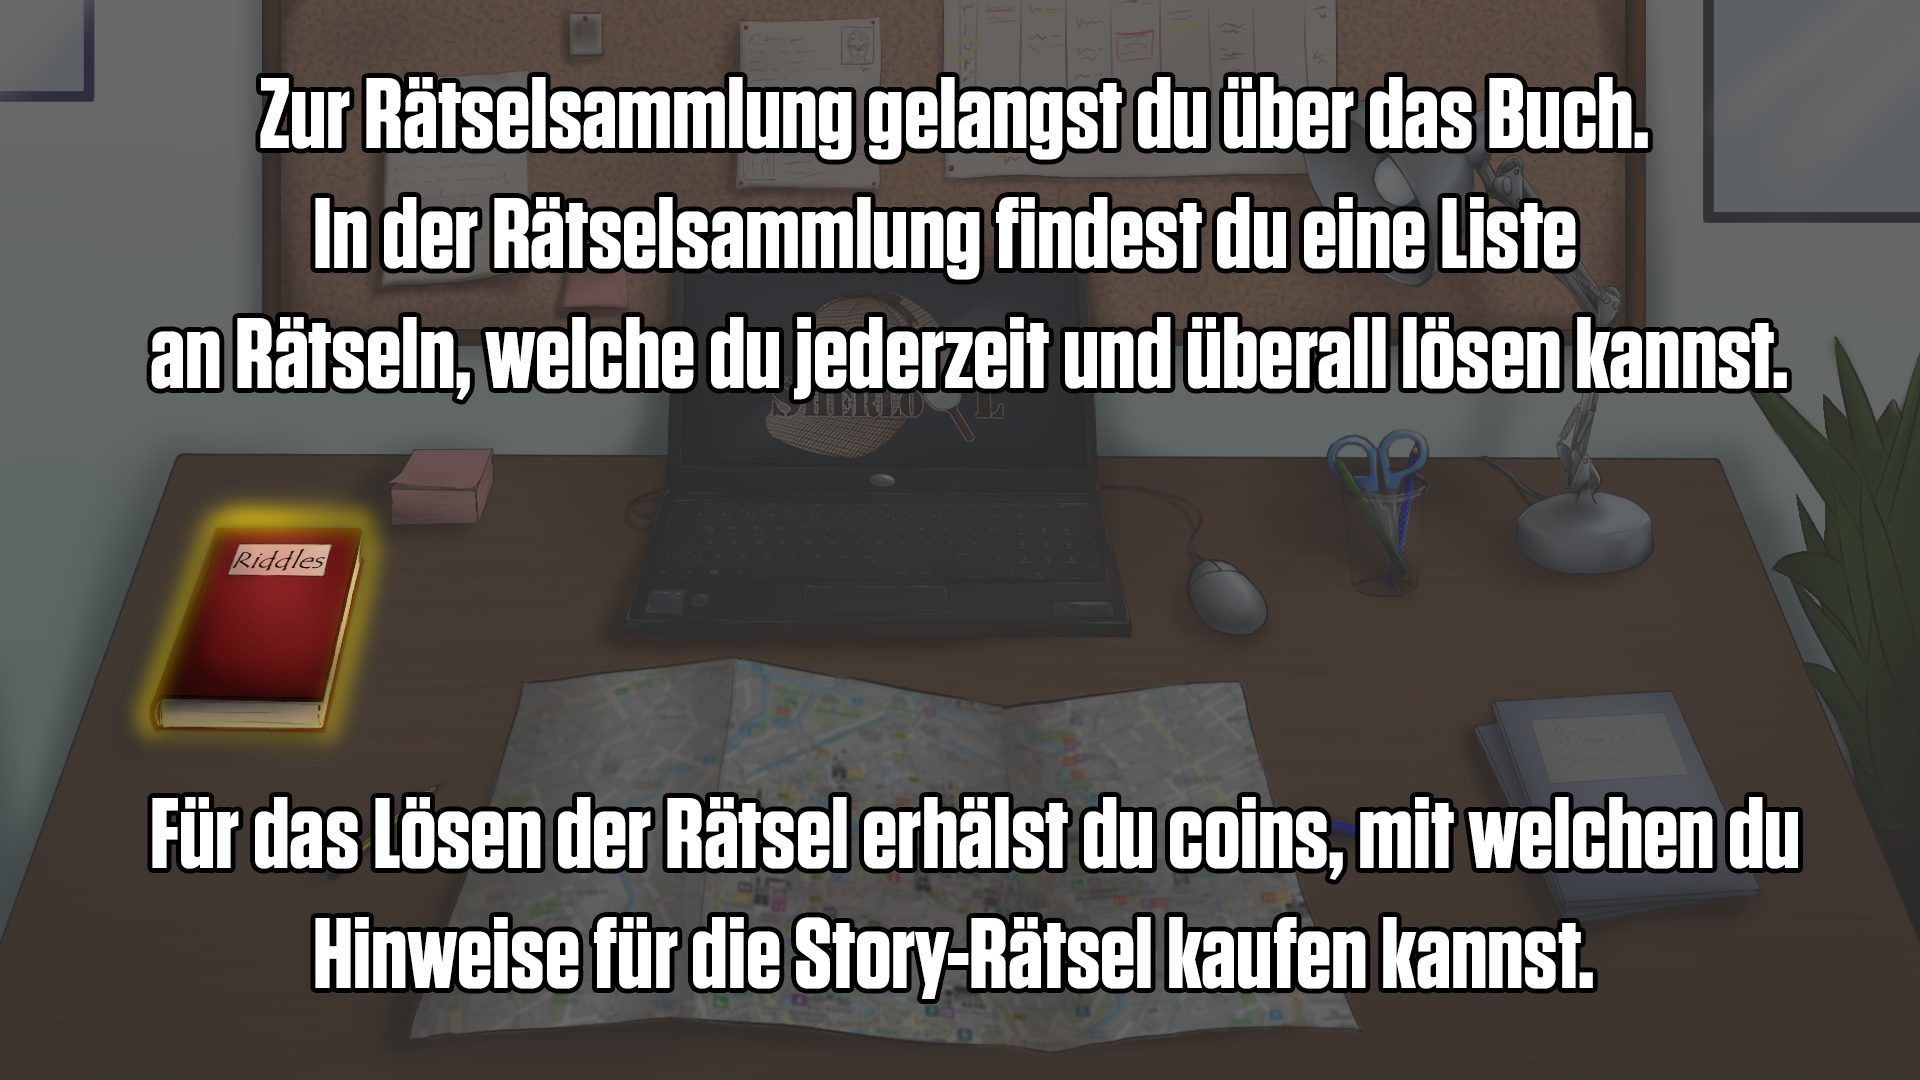 Zur Rätselsammlung gelangst du über das Buch.
In der Rätselsammlung findest du eine Liste
an Rätseln, welche du jederzeit und überall lösen kannst.
Riddles
Für das Lösen der Rätsel erhälst du coins, mit welchen du
Hinweise für die Story-Rätsel kaufen kannst.